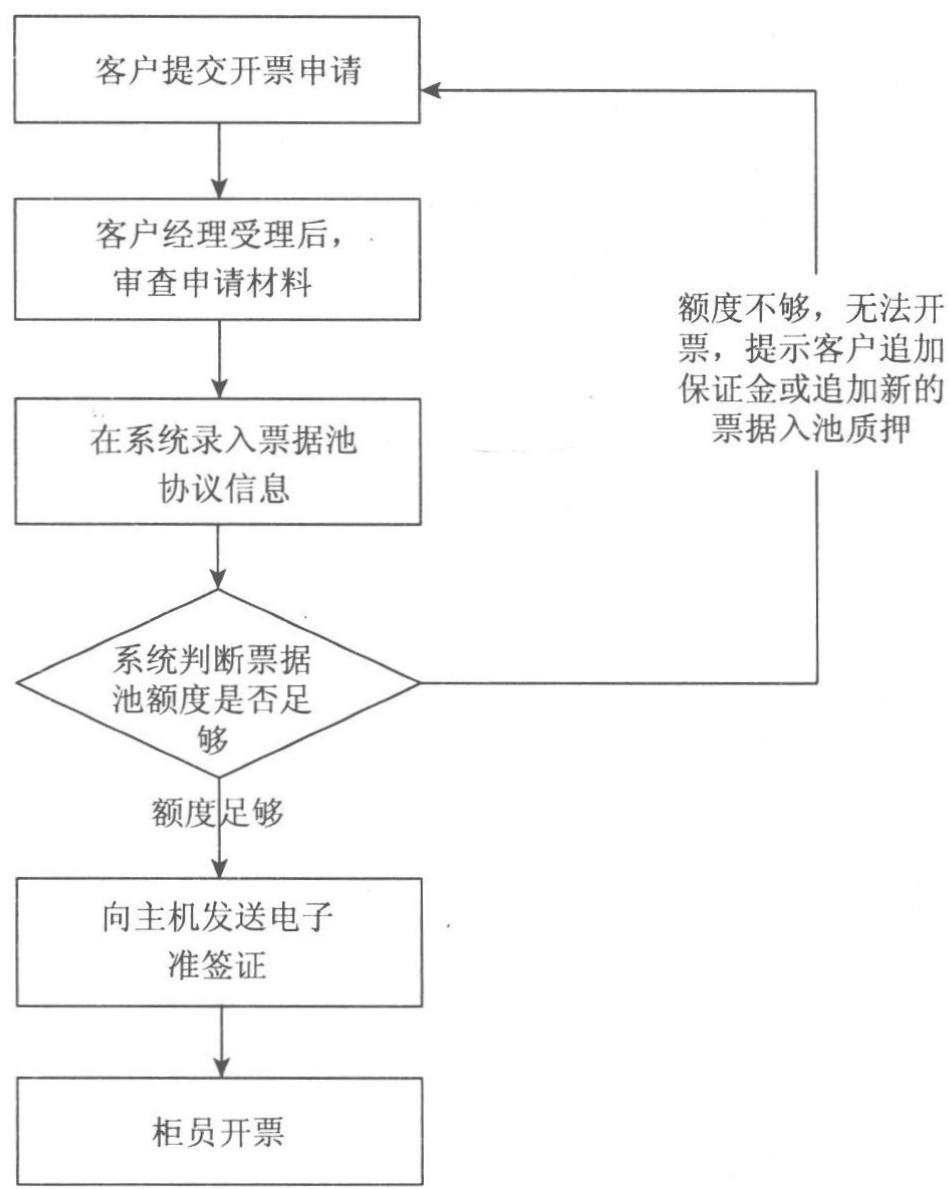 客户提交开票申请
客户经理受理后，
审查申请材料
额度不够，无法开
票，提示客户追加
保证金或追加新的
票据入池质押
在系统录入票据池
协议信息
系统判断票据
池额度是否足
够
额度足够
向主机发送电子
准签证
柜员开票